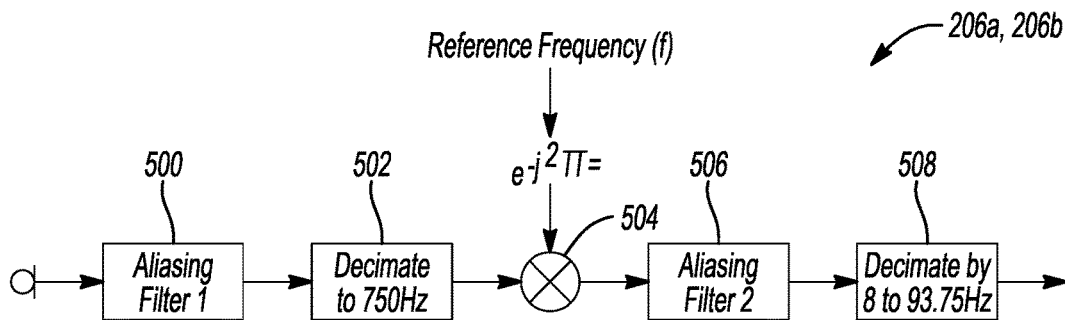 206a, 206b
Reference Frequency (f)
e-j 2 TT=
500
502
504
506
508
Aliasing
Filter 1
Decimate
to 750Hz
Aliasing
Filter 2
Decimate by
8 to 93.75Hz